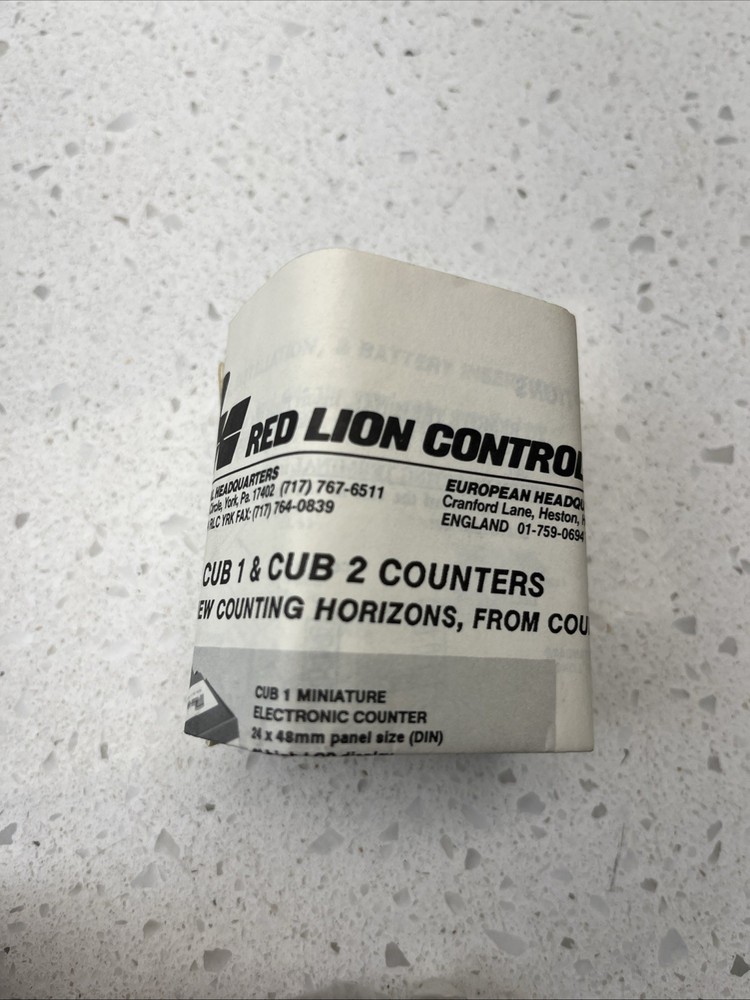 RED LION CONTROL
HEADQUARTERS
Circle, York, Pa. 17402 (717) 767-6511
RLC YRK FAX: (717) 764-0839
EUROPEAN HEADQU
Cranford Lane, Heston, H
ENGLAND 01-759-0694
CUB 1 & CUB 2 COUNTERS
EW COUNTING HORIZONS, FROM COU
CUB 1 MINIATURE
ELECTRONIC COUNTER
24 x 48mm panel size (DIN)